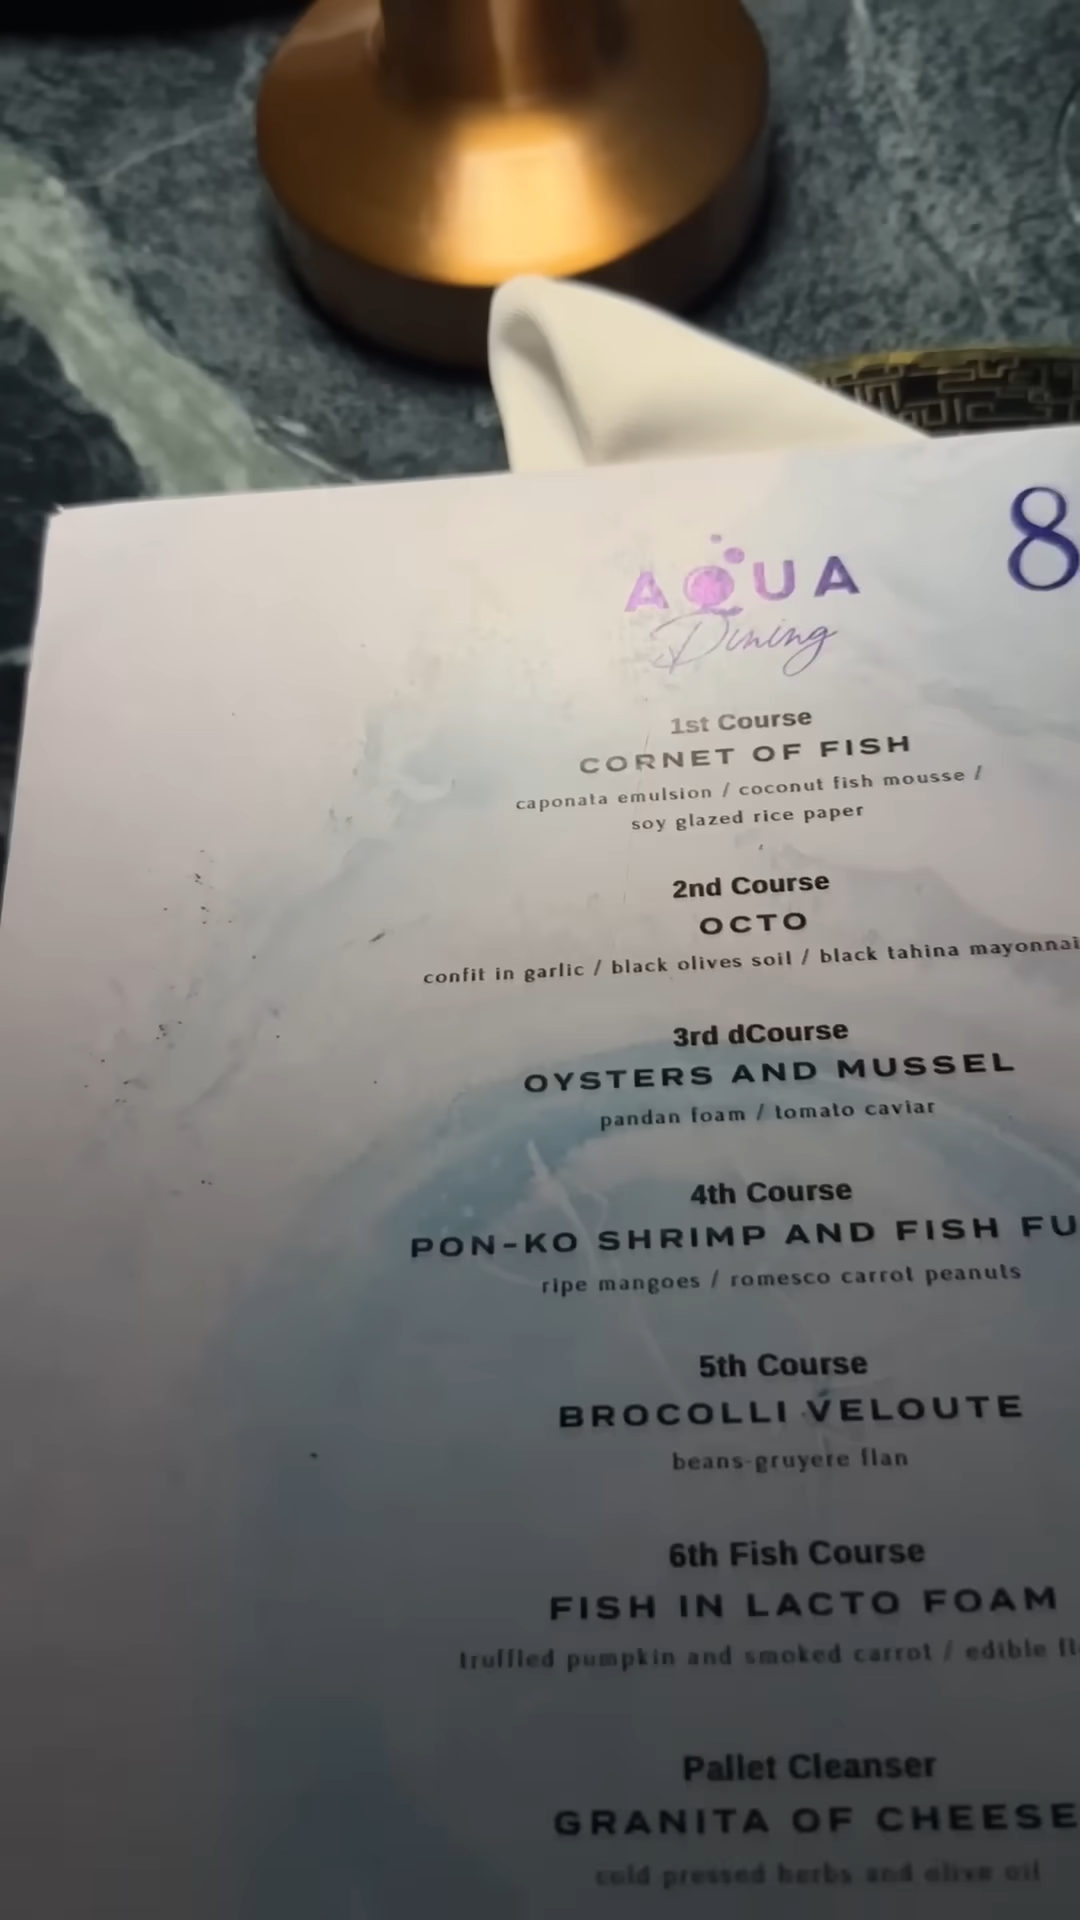 AQUA
Dining
8
1st Course
CORNET OF FISH
caponata emulsion / coconut fish mousse /
soy glazed rice paper
2nd Course
OCTO
confit in garlic / black olives soil / black tahina mayonnai
3rd dCourse
OYSTERS AND MUSSEL
pandan foam / tomato caviar
4th Course
PON-KO SHRIMP AND FISH FU
ripe mangoes / romesco carrot peanuts
5th Course
BROCOLLI VELOUTE
beans-gruyere flan
6th Fish Course
FISH IN LACTO FOAM
truffled pumpkin and smoked carrot / edible fl
Pallet Cleanser
GRANITA OF CHEESE
cold pressed herbs and olive oil